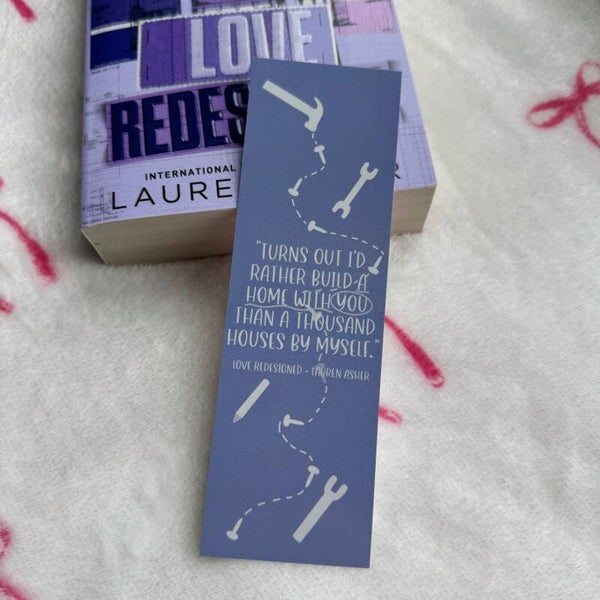 LOVE
REDES
INTERNATIONAL
LAURE R
"TURNS OUT I'D
RATHER BUILD A
HOME WITH YOU
THAN A THOUSAND
HOUSES BY MYSELF."
LOVE REDESIGNED - LAUREN ASHER